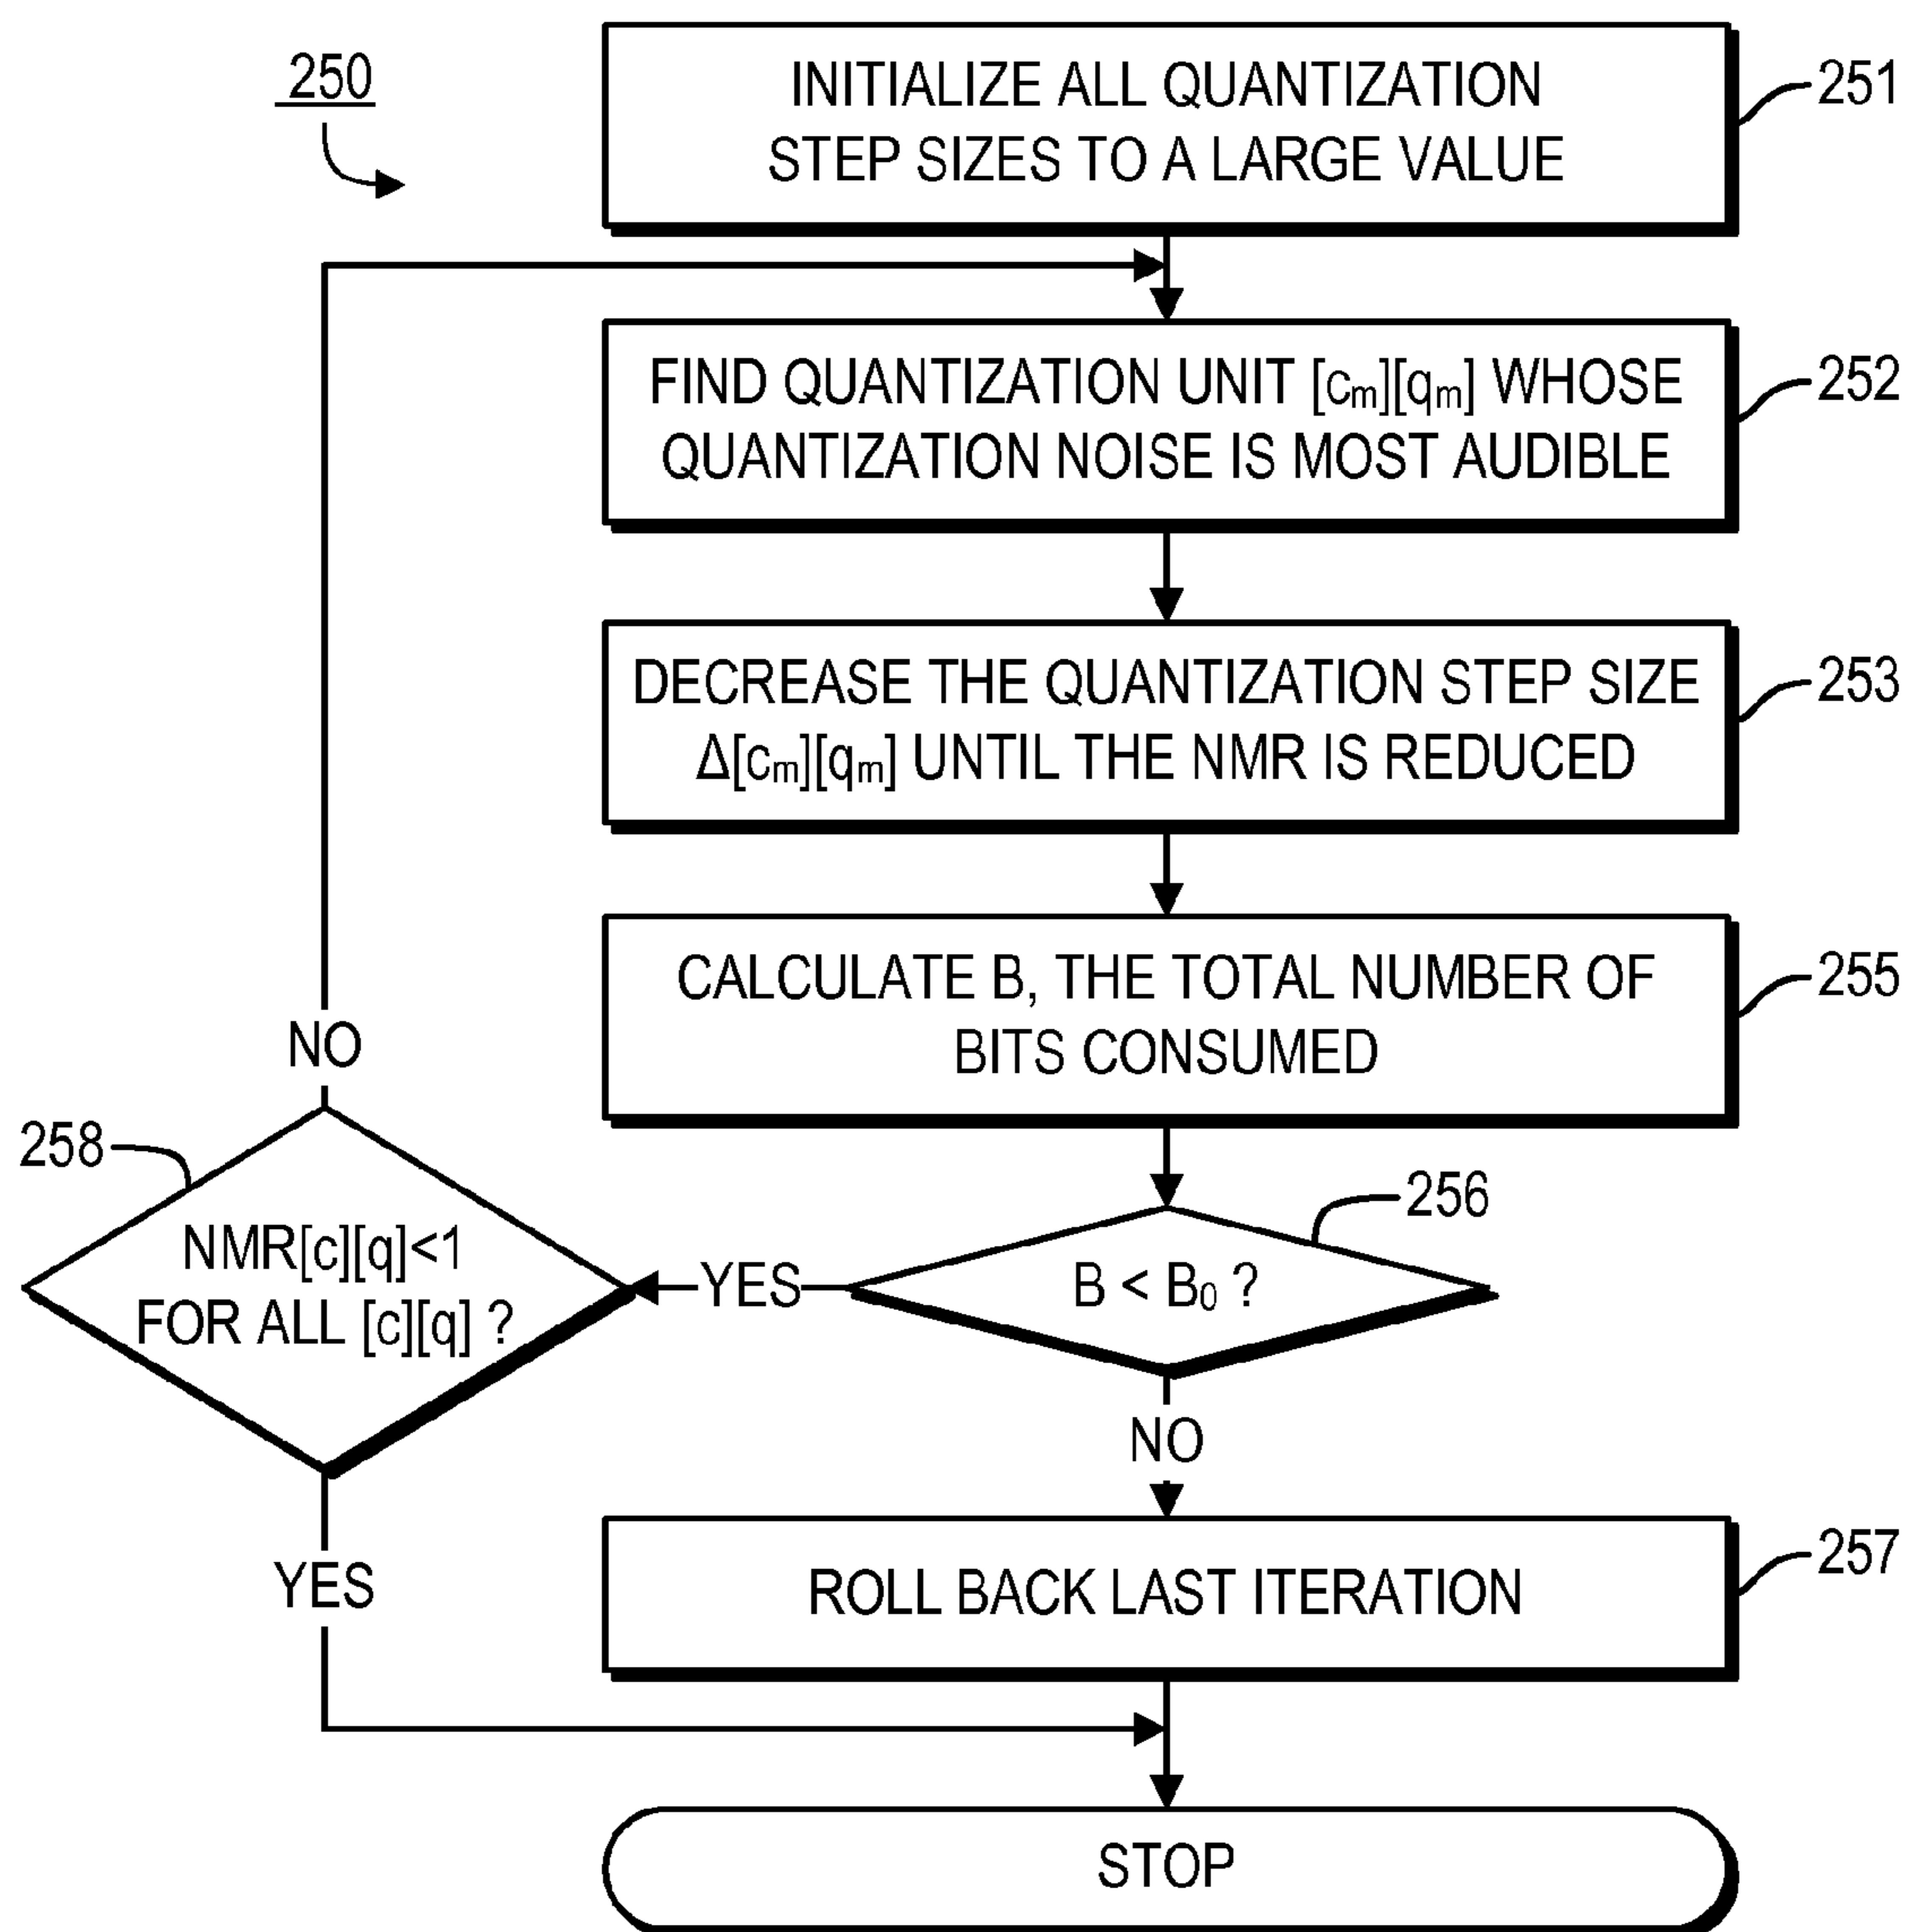 250
INITIALIZE ALL QUANTIZATION
STEP SIZES TO A LARGE VALUE
251
FIND QUANTIZATION UNIT [cm][qm] WHOSE
QUANTIZATION NOISE IS MOST AUDIBLE
252
DECREASE THE QUANTIZATION STEP SIZE
Δ[cm][qm] UNTIL THE NMR IS REDUCED
253
CALCULATE B, THE TOTAL NUMBER OF
BITS CONSUMED
255
NO
258
NMR[c][q]<1
FOR ALL [c][q] ?
YES
B < B0 ?
256
NO
YES
ROLL BACK LAST ITERATION
257
STOP